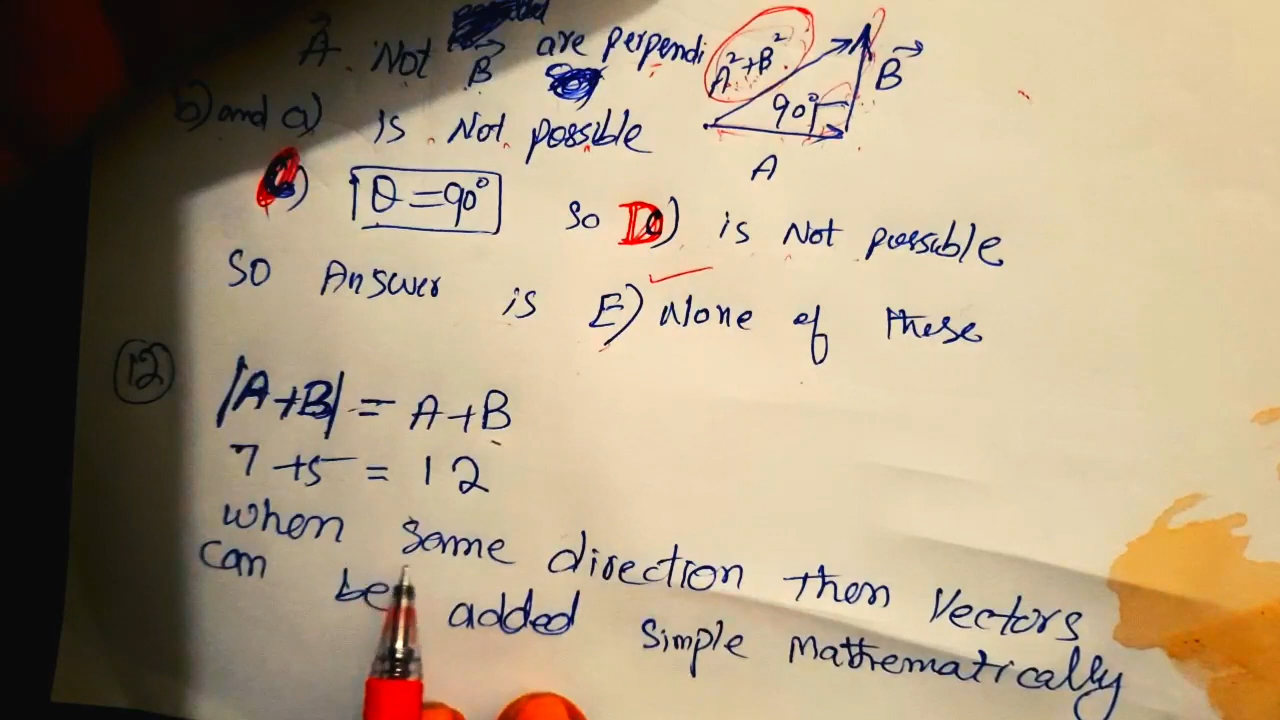 A⃗ . Not B⃗ are perpendi
A²+B²
B⃗
90°
A
b) and a) is Not possible
C) θ = 90° so D) is Not possible
so Answer is E) None of these
12
|A+B| = A+B
7+5 = 12
when same direction then Vectors
can be added simple Mathematically